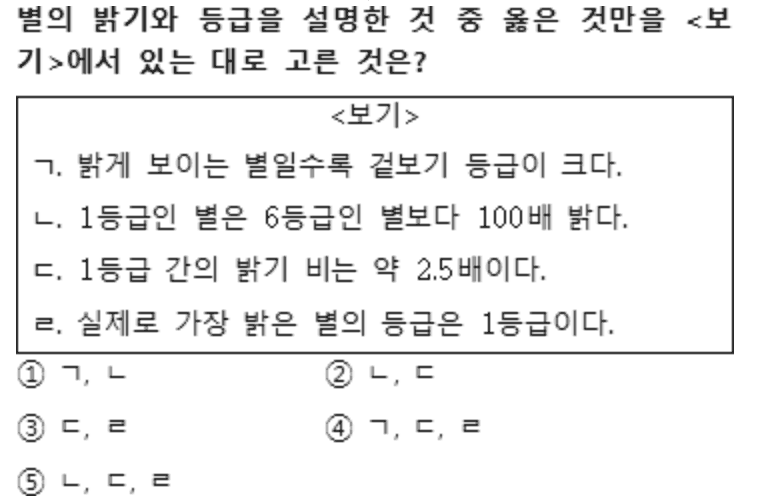 별의 밝기와 등급을 설명한 것 중 옳은 것만을 <보
기>에서 있는 대로 고른 것은?
<보기>
ㄱ. 밝게 보이는 별일수록 겉보기 등급이 크다.
ㄴ. 1등급인 별은 6등급인 별보다 100배 밝다.
ㄷ. 1등급 간의 밝기 비는 약 2.5배이다.
ㄹ. 실제로 가장 밝은 별의 등급은 1등급이다.
① ㄱ, ㄴ ② ㄴ, ㄷ
③ ㄷ, ㄹ ④ ㄱ, ㄷ, ㄹ
⑤ ㄴ, ㄷ, ㄹ